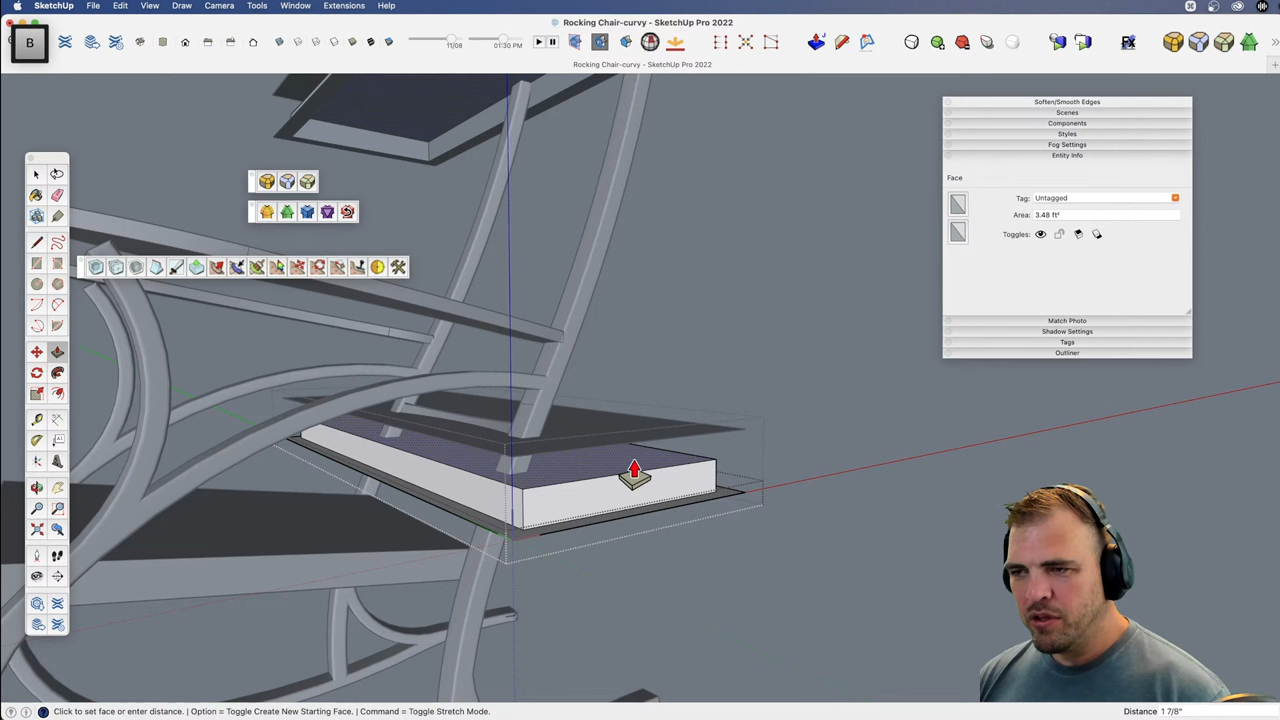 SketchUp File Edit View Draw Camera Tools Window Extensions Help
Rocking Chair-curvy - SketchUp Pro 2022
B
11/08 01:30 PM
Rocking Chair-curvy - SketchUp Pro 2022
Soften/Smooth Edges
Scenes
Components
Styles
Fog Settings
Entity Info
Face
Tag: Untagged
Area: 3.48 ft²
Toggles:
Match Photo
Shadow Settings
Tags
Outliner
Click to set face or enter distance. | Option = Toggle Create New Starting Face. | Command = Toggle Stretch Mode. Distance 1 7/8"